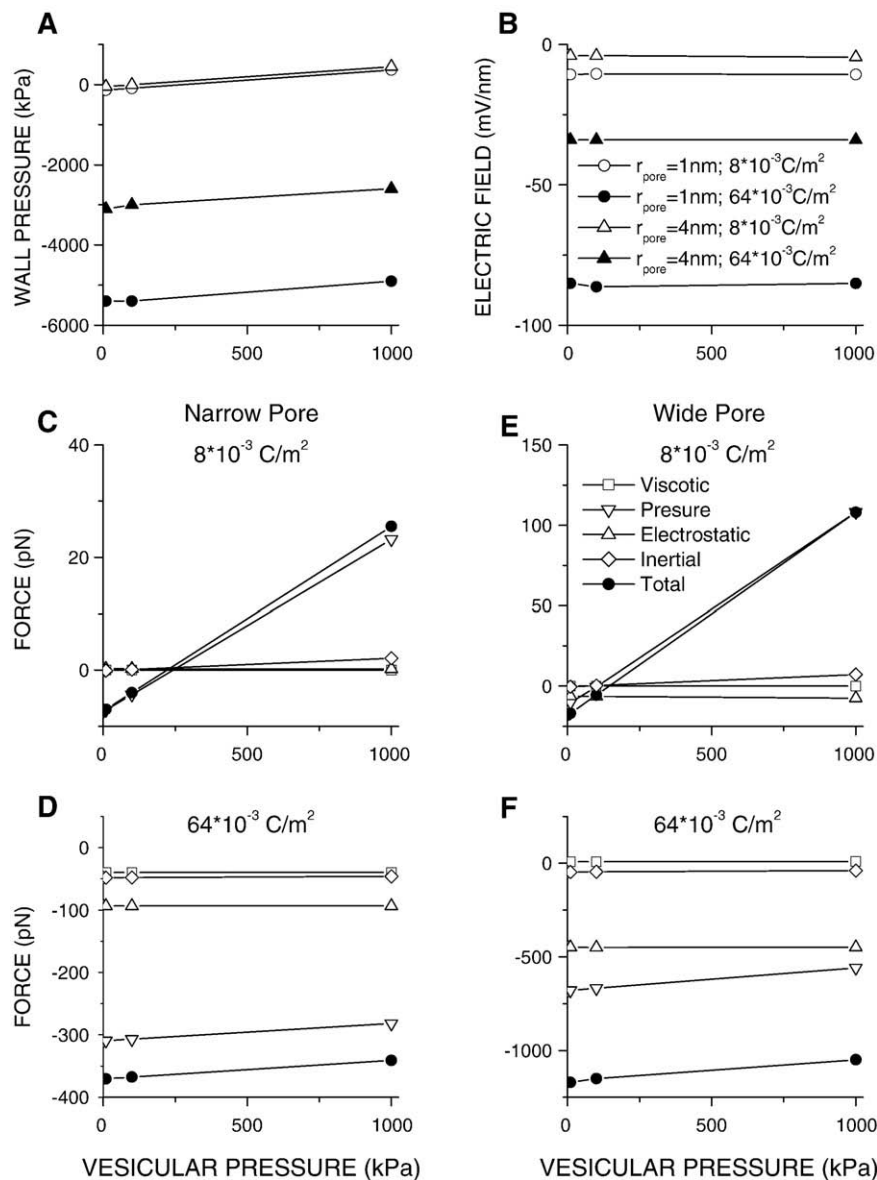 A
WALL PRESSURE (kPa)
0
-2000
-4000
-6000
0 500 1000
B
ELECTRIC FIELD (mV/nm)
0
-50
-100
r_pore=1nm; 8*10⁻³C/m²
r_pore=1nm; 64*10⁻³C/m²
r_pore=4nm; 8*10⁻³C/m²
r_pore=4nm; 64*10⁻³C/m²
0 500 1000
C
Narrow Pore
8*10⁻³ C/m²
FORCE (pN)
40
20
0
0 500 1000
E
Wide Pore
8*10⁻³ C/m²
150
100
50
0
Viscotic
Presure
Electrostatic
Inertial
Total
0 500 1000
D
64*10⁻³ C/m²
FORCE (pN)
0
-100
-200
-300
-400
0 500 1000
VESICULAR PRESSURE (kPa)
F
64*10⁻³ C/m²
0
-500
-1000
0 500 1000
VESICULAR PRESSURE (kPa)